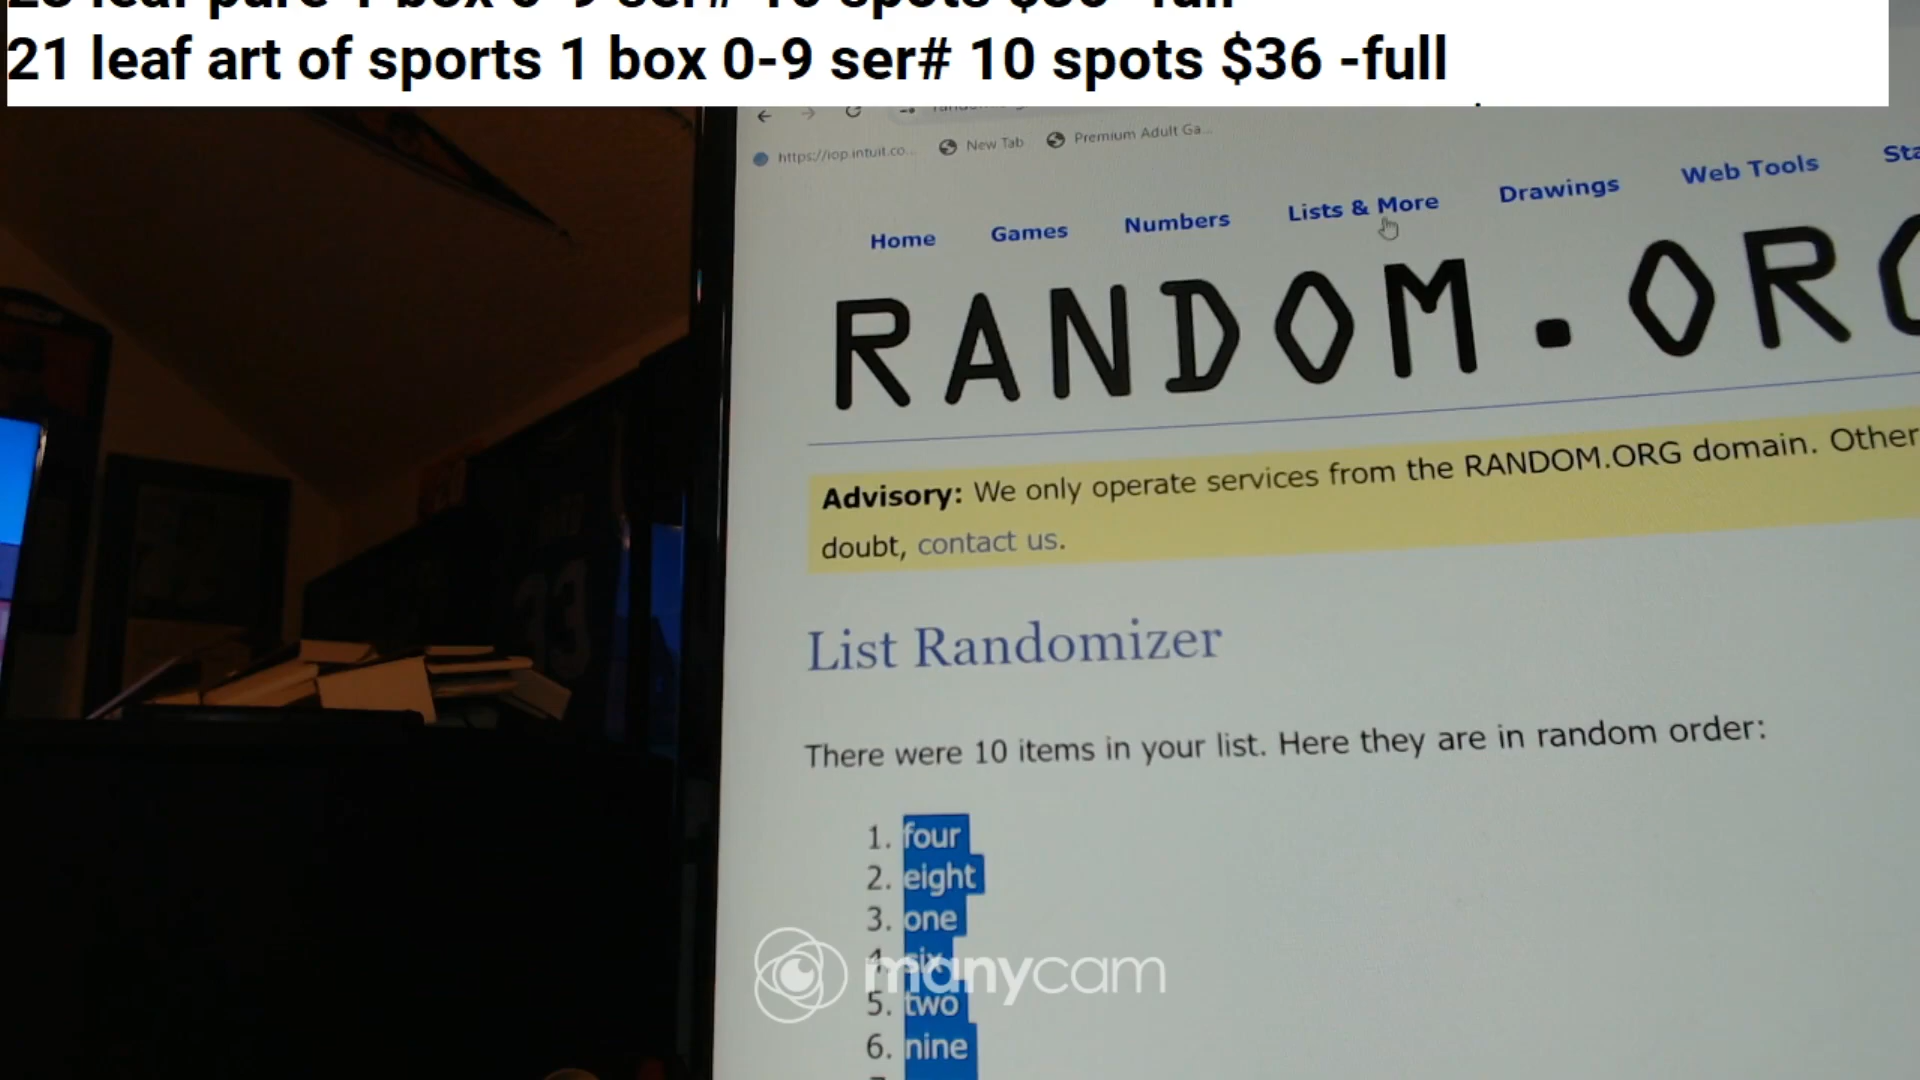 21 leaf art of sports 1 box 0-9 ser# 10 spots $36 -full
https://iop.intuit.co... New Tab Premium Adult Ga...
Home Games Numbers Lists & More Drawings Web Tools Sta
RANDOM.ORG
Advisory: We only operate services from the RANDOM.ORG domain. Other
doubt, contact us.
List Randomizer
There were 10 items in your list. Here they are in random order:
1. four
2. eight
3. one
4. six
5. two
6. nine
manycam